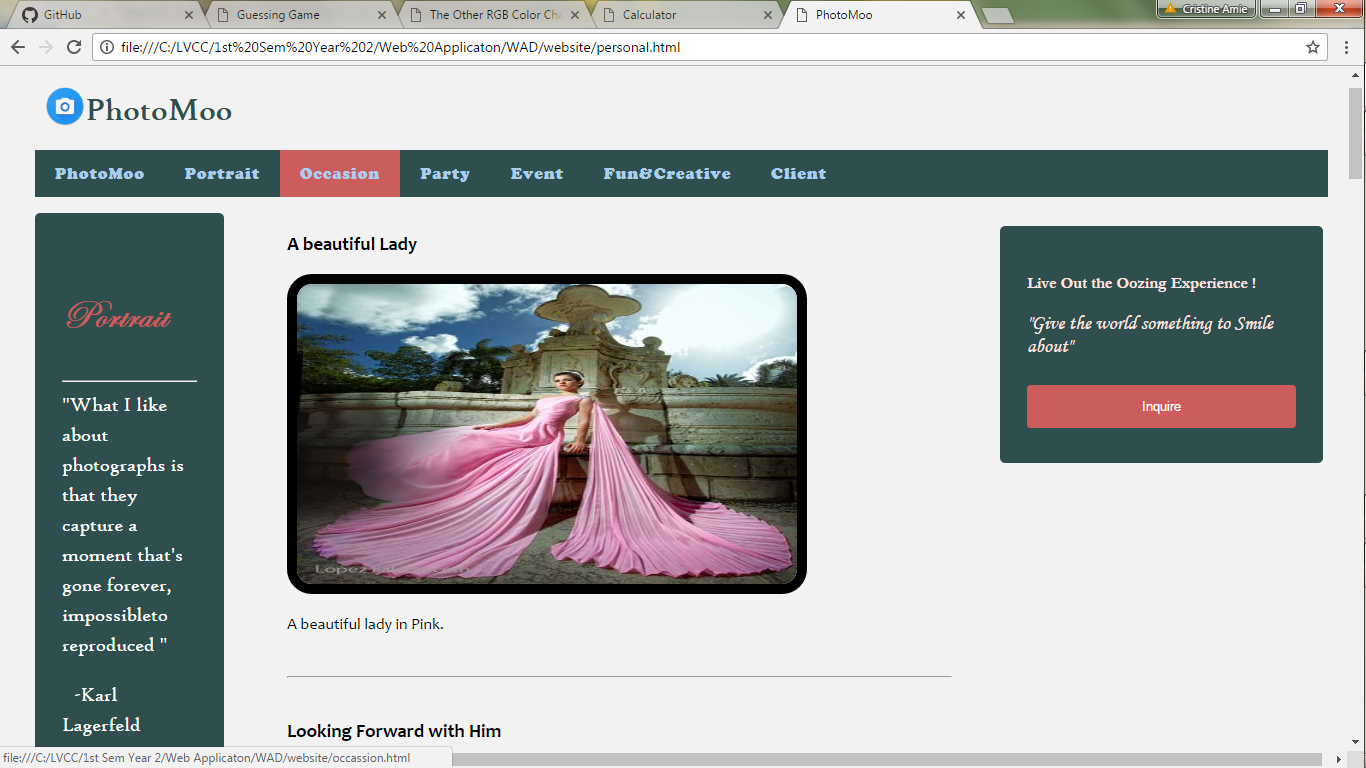 GitHub
Guessing Game
The Other RGB Color Cha
Calculator
PhotoMoo
Cristine Amie
file:///C:/LVCC/1st%20Sem%20Year%202/Web%20Applicaton/WAD/website/personal.html
PhotoMoo
PhotoMoo Portrait Occasion Party Event Fun&Creative Client
Portrait
"What I like
about
photographs is
that they
capture a
moment that's
gone forever,
impossibleto
reproduced "
-Karl
Lagerfeld
A beautiful Lady
A beautiful lady in Pink.
Looking Forward with Him
Live Out the Oozing Experience !
"Give the world something to Smile
about"
Inquire
file:///C:/LVCC/1st Sem Year 2/Web Applicaton/WAD/website/occassion.html